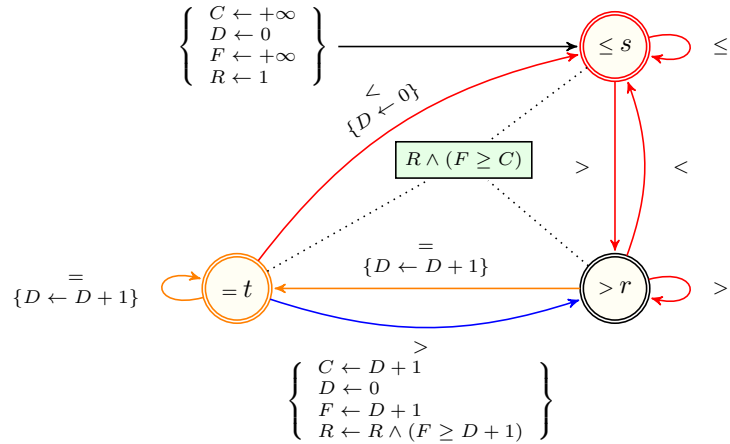 C ← +∞
D ← 0
F ← +∞
R ← 1
≤ s
≤
<
{D ← 0}
R ∧ (F ≥ C)
>
<
=
{D ← D + 1}
=
{D ← D + 1}
= t
> r
>
>
C ← D + 1
D ← 0
F ← D + 1
R ← R ∧ (F ≥ D + 1)